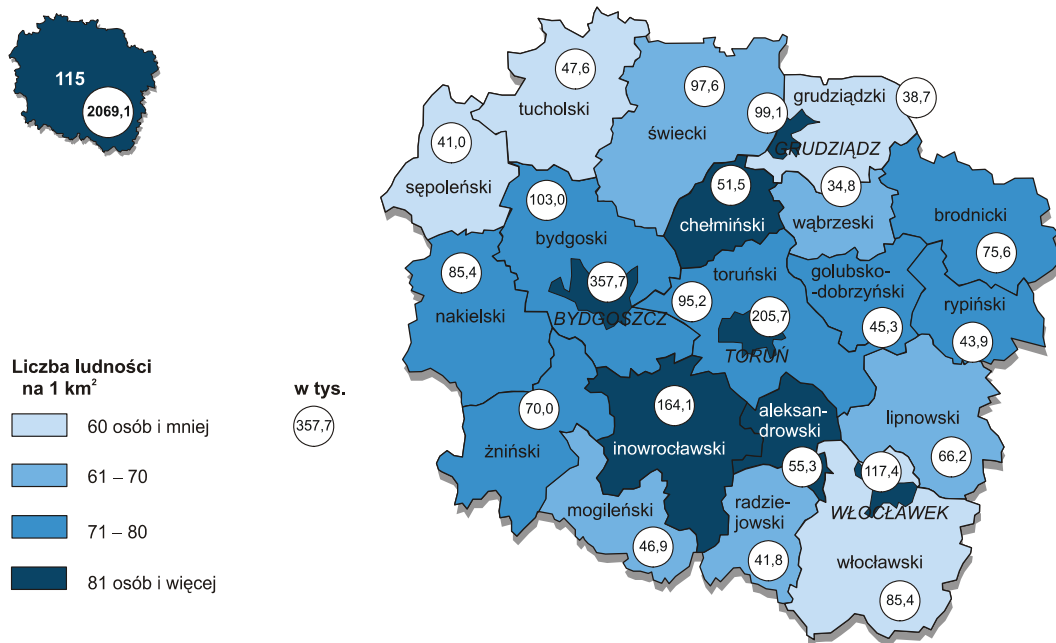 115
2069,1
47,6
tucholski
97,6
świecki
99,1
grudziądzki
38,7
GRUDZIĄDZ
41,0
sępoleński
103,0
bydgoski
51,5
chełmiński
34,8
wąbrzeski
brodnicki
75,6
85,4
nakielski
357,7
BYDGOSZCZ
95,2
toruński
205,7
TORUŃ
golubsko-
-dobrzyński
45,3
rypiński
43,9
Liczba ludności
na 1 km²
60 osób i mniej
61 – 70
71 – 80
81 osób i więcej
w tys.
357,7
70,0
żniński
164,1
inowrocławski
aleksan-
drowski
55,3
lipnowski
66,2
117,4
WŁOCŁAWEK
mogileński
46,9
radzie-
jowski
41,8
włocławski
85,4